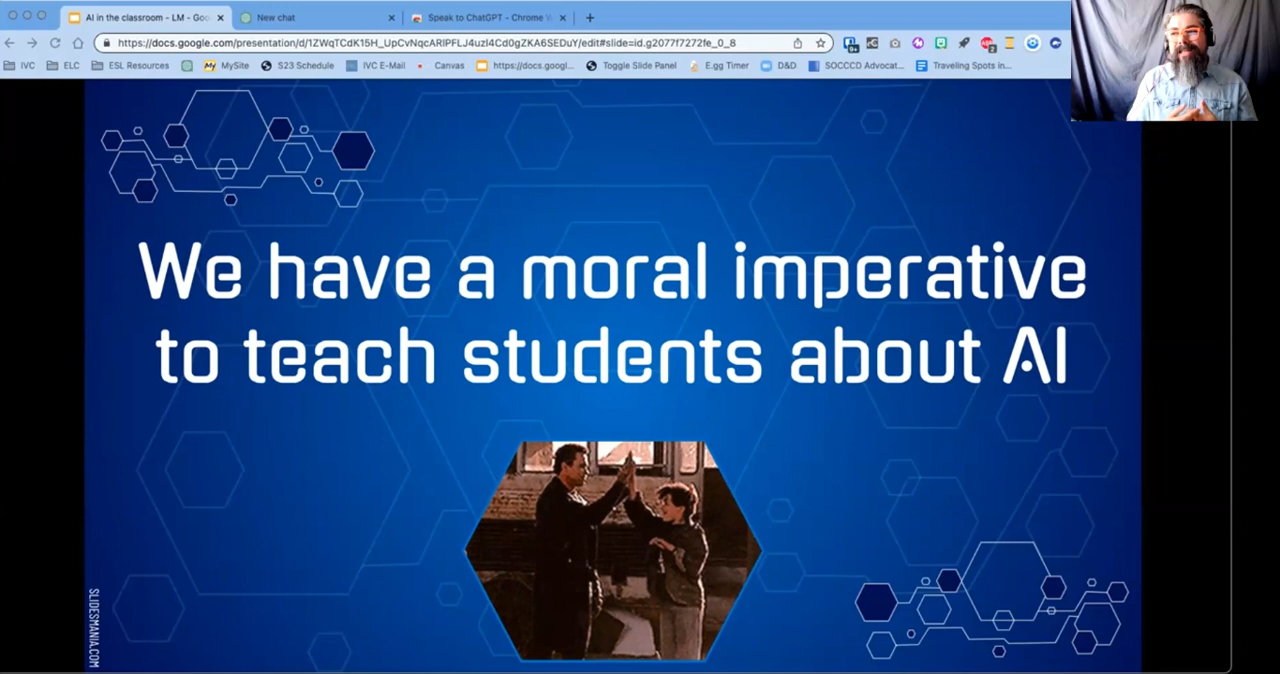 AI in the classroom - LM - Goo
New chat
Speak to ChatGPT - Chrome W
https://docs.google.com/presentation/d/1ZWqTCdK15H_UpCvNqcARlPFLJ4uzI4Cd0gZKA6SEDuY/edit#slide=id.g2077f7272fe_0_8
IVC
ELC
ESL Resources
MySite
S23 Schedule
IVC E-Mail
Canvas
https://docs.googl...
Toggle Slide Panel
E.gg Timer
D&D
SOCCCD Advocat...
Traveling Spots in...
We have a moral imperative
to teach students about AI
SLIDESMANIA.COM